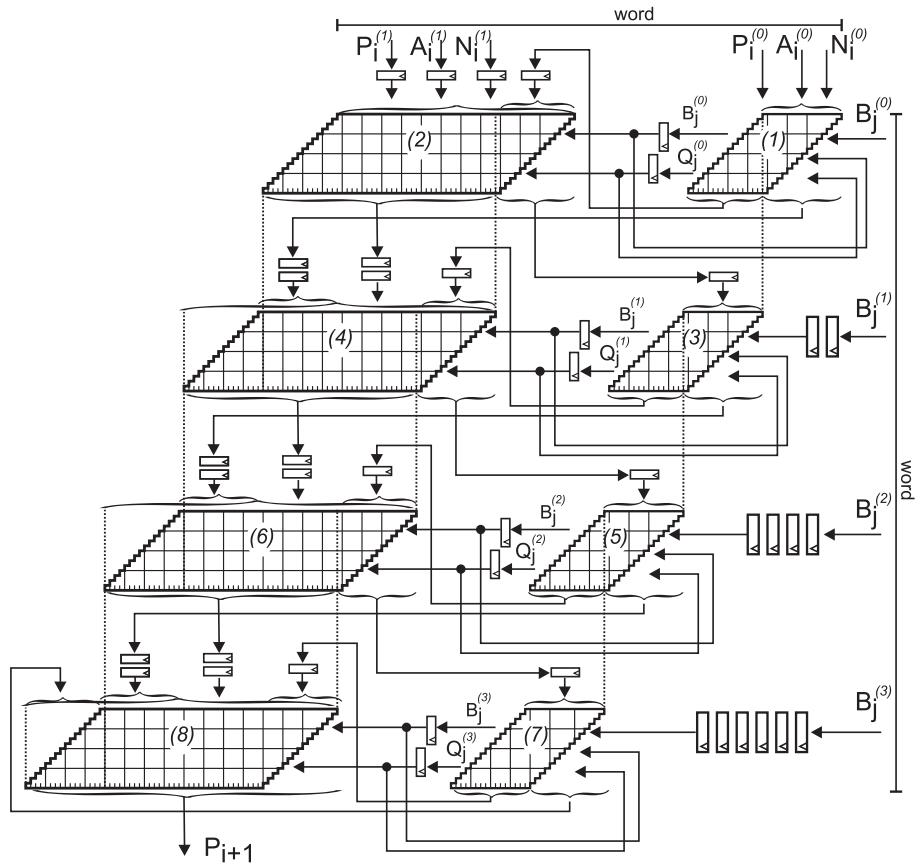 word
P_i^(1) A_i^(1) N_i^(1) P_i^(0) A_i^(0) N_i^(0)
B_j^(0) B_j^(0)
(2) (1)
Q_j^(0)
B_j^(1) B_j^(1)
(4) (3)
Q_j^(1)
word
B_j^(2) B_j^(2)
(6) (5)
Q_j^(2)
B_j^(3) B_j^(3)
(8) (7)
Q_j^(3)
P_i+1